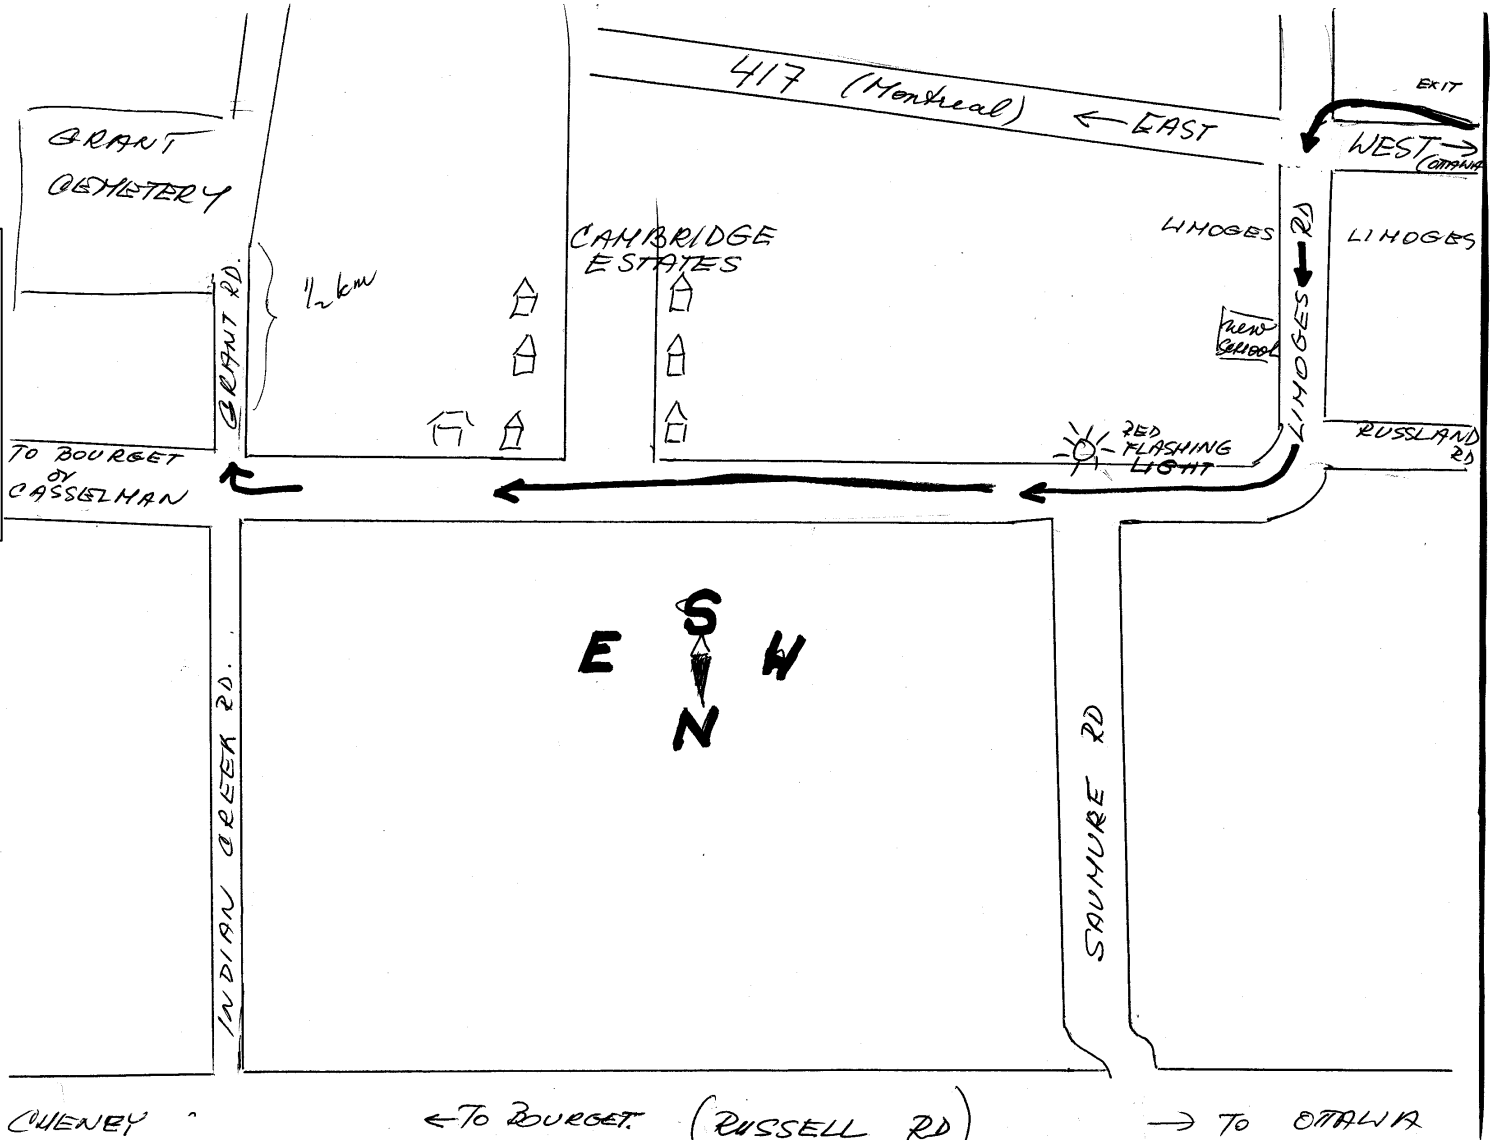 417 (Montreal) ← EAST
EXIT
WEST →
(OTTAWA
GRANT
CEMETERY
CAMBRIDGE
ESTATES
LIMOGES
LIMOGES RD
LIMOGES
GRANT RD.
1/2 km
new
school
RED
FLASHING
LIGHT
RUSSLAND
RD
TO BOURGET
or
CASSELMAN
S
E W
N
INDIAN CREEK RD.
SAUMURE RD
CHENEY
← TO BOURGET. (RUSSELL RD) → TO OTTAWA